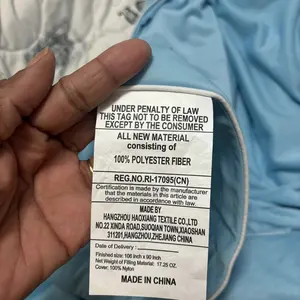 UNDER PENALTY OF LAW
THIS TAG NOT TO BE REMOVED
EXCEPT BY THE CONSUMER
ALL NEW MATERIAL
consisting of
100% POLYESTER FIBER
REG.NO.RI-17095(CN)
Certification is made by the manufacturer
that the materials in this article are
described in accordance with law.
MADE BY
HANGZHOU HAOXIANG TEXTILE CO.,LTD
NO.22 XINDA ROAD,SUOQIAN TOWN,XIAOSHAN
311201,HANGZHOU,ZHEJIANG CHINA
Date of Delivery:
Finished size: 106 inch x 90 inch
Net Weight of Filling Material: 17.25 OZ.
Cover: 100% Nylon
MADE IN CHINA